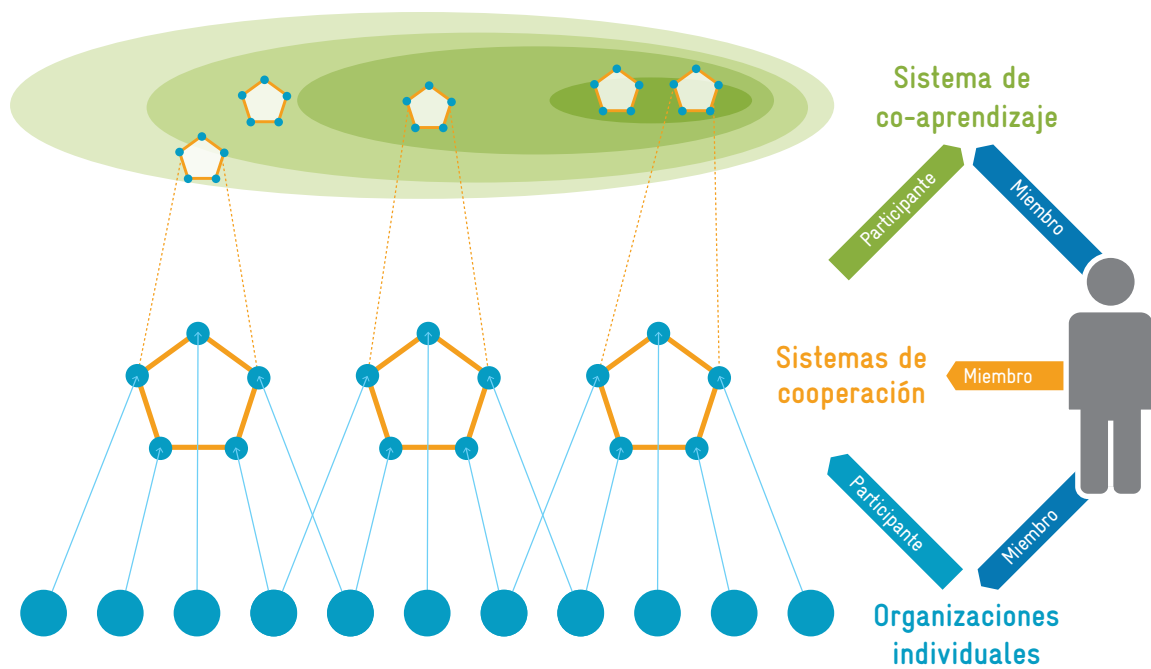 Sistema de
co-aprendizaje
Participante
Miembro
Sistemas de
cooperación
Miembro
Participante
Miembro
Organizaciones
individuales